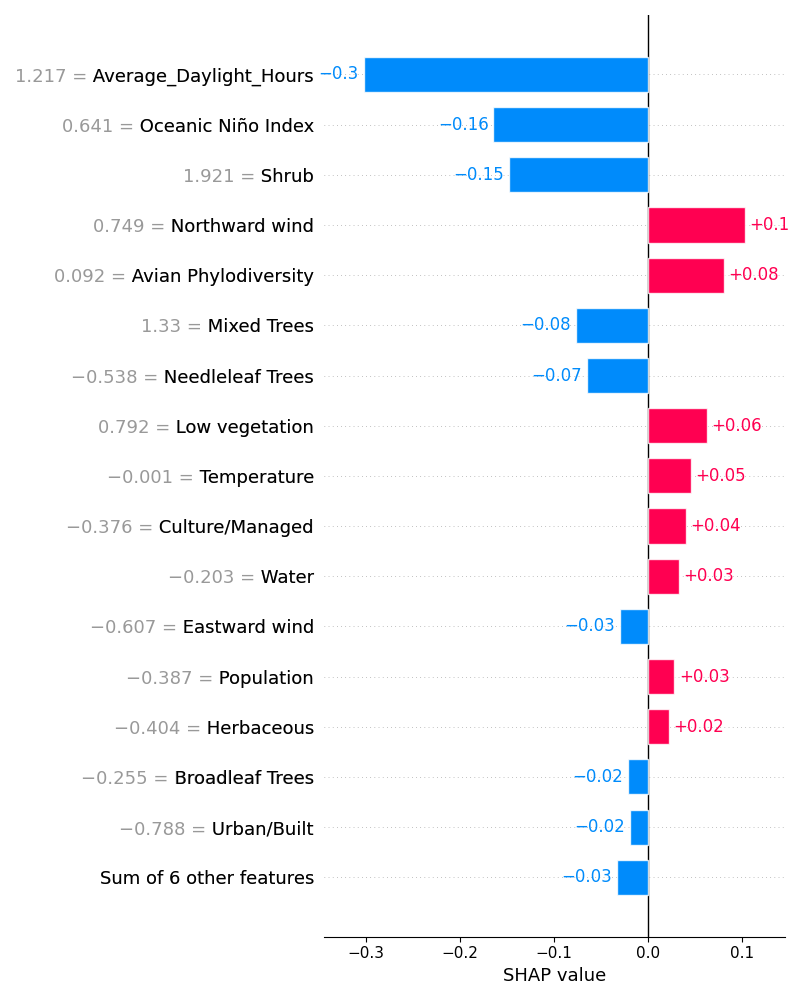 1.217 = Average_Daylight_Hours −0.3
0.641 = Oceanic Niño Index −0.16
1.921 = Shrub −0.15
0.749 = Northward wind +0.1
0.092 = Avian Phylodiversity +0.08
1.33 = Mixed Trees −0.08
−0.538 = Needleleaf Trees −0.07
0.792 = Low vegetation +0.06
−0.001 = Temperature +0.05
−0.376 = Culture/Managed +0.04
−0.203 = Water +0.03
−0.607 = Eastward wind −0.03
−0.387 = Population +0.03
−0.404 = Herbaceous +0.02
−0.255 = Broadleaf Trees −0.02
−0.788 = Urban/Built −0.02
Sum of 6 other features −0.03
−0.3 −0.2 −0.1 0.0 0.1
SHAP value